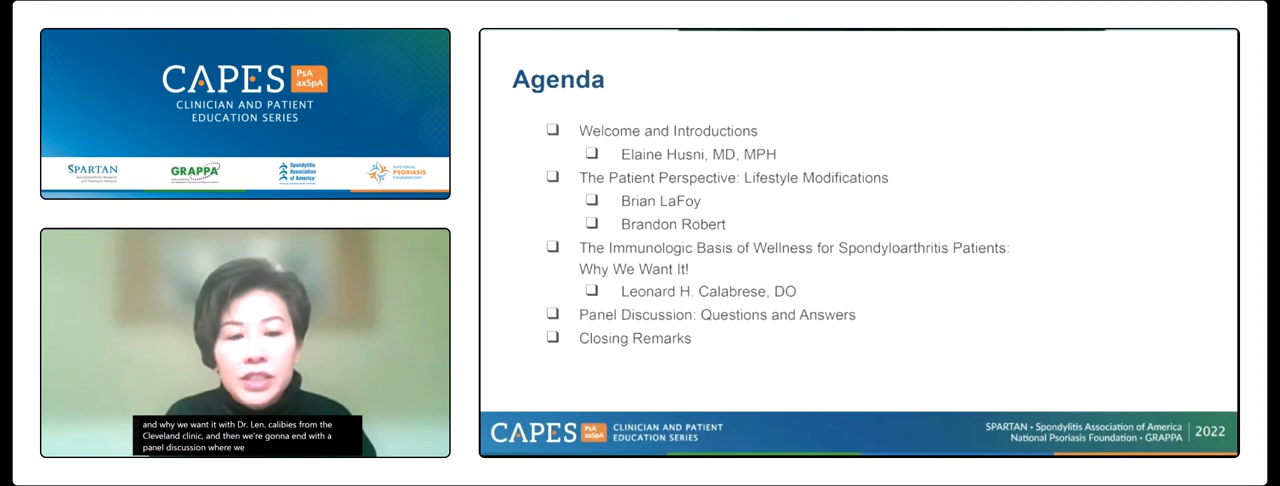 CAPES PsA
axSpA
CLINICIAN AND PATIENT
EDUCATION SERIES
SPARTAN
GRAPPA
Spondylitis
Association
of America
NATIONAL
PSORIASIS
FOUNDATION
and why we want it with Dr. Len. calibies from the
Cleveland clinic, and then we're gonna end with a
panel discussion where we
Agenda
❑ Welcome and Introductions
❑ Elaine Husni, MD, MPH
❑ The Patient Perspective: Lifestyle Modifications
❑ Brian LaFoy
❑ Brandon Robert
❑ The Immunologic Basis of Wellness for Spondyloarthritis Patients:
Why We Want It!
❑ Leonard H. Calabrese, DO
❑ Panel Discussion: Questions and Answers
❑ Closing Remarks
CAPES PsA
axSpA
CLINICIAN AND PATIENT
EDUCATION SERIES
SPARTAN • Spondylitis Association of America
National Psoriasis Foundation • GRAPPA
2022